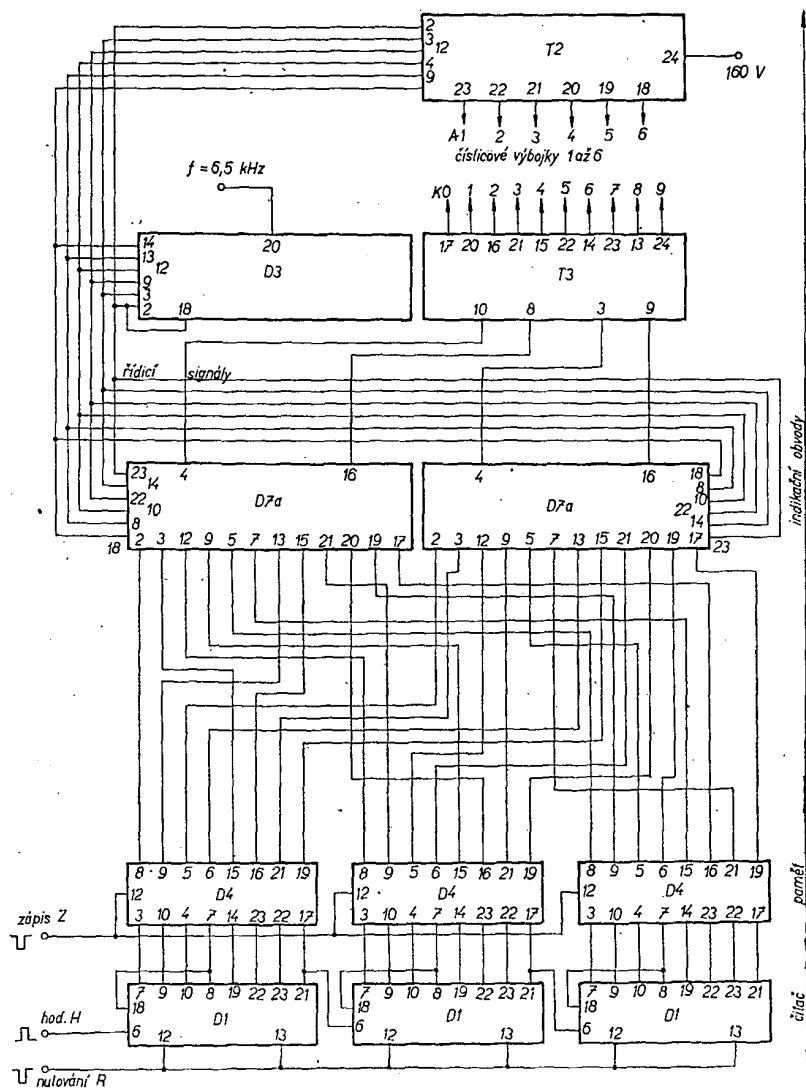 2
3
12
4
9
T2
24
160 V
23 22 21 20 19 18
A1 2 3 4 5 6
číslicové výbojky 1 až 6
f = 6,5 kHz
K0 1 2 3 4 5 6 7 8 9
17 20 16 21 15 22 14 23 13 24
14
13
12
9
3
2
20
D3
18
T3
10 8 3 9
řídicí signály
23
14
22
10
8
18
4 16
D7a
2 3 12 9 5 7 13 15 21 20 19 17
4 16
D7a
18
8
10
22
14
23
2 3 12 9 5 7 13 15 21 20 19 17
indikační obvody
8 9 5 6 15 16 21 19
12 D4
3 10 4 7 14 23 22 17
8 9 5 6 15 16 21 19
12 D4
3 10 4 7 14 23 22 17
8 9 5 6 15 16 21 19
12 D4
3 10 4 7 14 23 22 17
paměť
zápis Z
7 9 10 8 19 22 23 21
18
6 D1
12 13
7 9 10 8 19 22 23 21
18
6 D1
12 13
7 9 10 8 19 22 23 21
18
6 D1
12 13
čítač
hod. H
nulování R